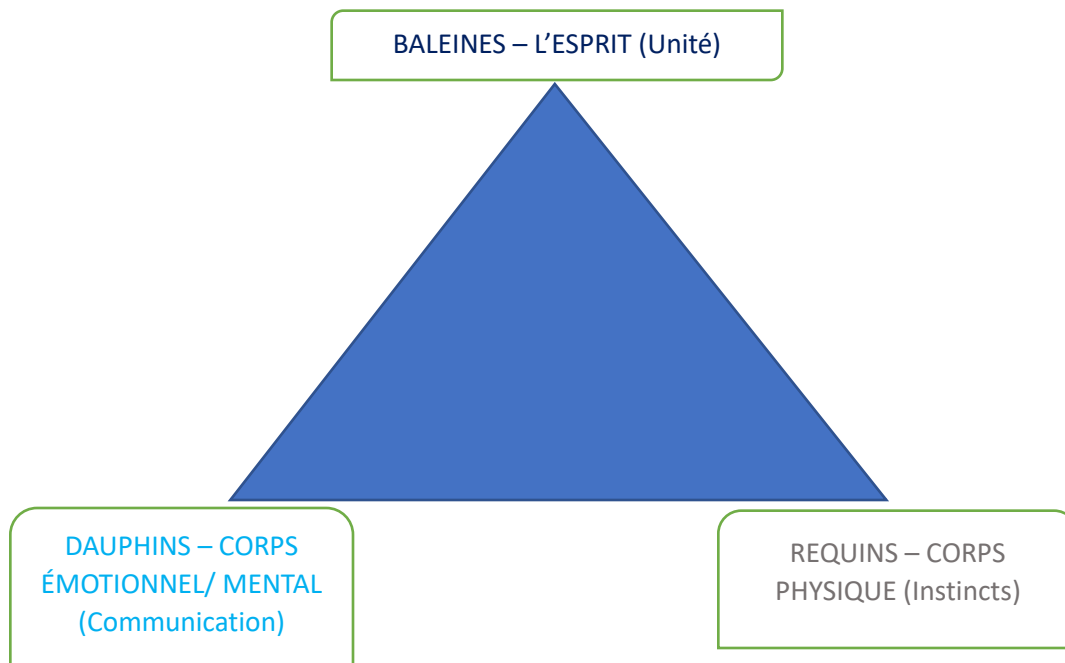 BALEINES – L’ESPRIT (Unité)
DAUPHINS – CORPS
ÉMOTIONNEL/ MENTAL
(Communication)
REQUINS – CORPS
PHYSIQUE (Instincts)